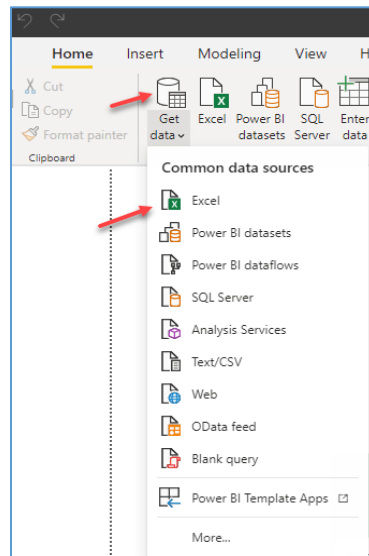 Home Insert Modeling View H
Cut
Copy
Format painter
Clipboard
Get data
Excel
Power BI datasets
SQL Server
Enter data
Common data sources
Excel
Power BI datasets
Power BI dataflows
SQL Server
Analysis Services
Text/CSV
Web
OData feed
Blank query
Power BI Template Apps
More...